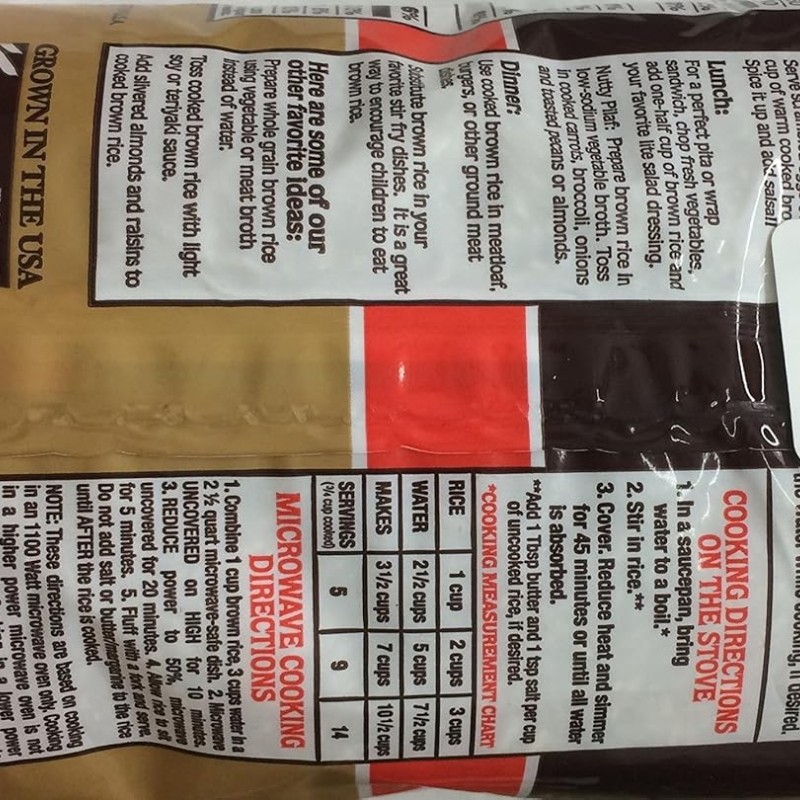 cup of warm cooked
Spice it up and add salsa!!
Lunch:
For a perfect pita or wrap
sandwich, chop fresh vegetables,
add one-half cup of brown rice and
your favorite lite salad dressing.
Nutty Pilaf: Prepare brown rice in
low-sodium vegetable broth. Toss
in cooked carrots, broccoli, onions
and toasted pecans or almonds.
Dinner:
Use cooked brown rice in meatloaf,
burgers, or other ground meat
dishes.
Substitute brown rice in your
favorite stir fry dishes. It is a great
way to encourage children to eat
brown rice.
Here are some of our
other favorite ideas:
Prepare whole grain brown rice
using vegetable or meat broth
instead of water.
Toss cooked brown rice with light
soy or teriyaki sauce.
Add slivered almonds and raisins to
cooked brown rice.
GROWN IN THE USA
if desired.
COOKING DIRECTIONS
ON THE STOVE
1. In a saucepan, bring
water to a boil.*
2. Stir in rice.**
3. Cover. Reduce heat and simmer
for 45 minutes or until all water
is absorbed.
**Add 1 Tbsp butter and 1 tsp salt per cup
of uncooked rice, if desired.
*COOKING MEASUREMENT CHART
RICE 1 cup 2 cups 3 cups
WATER 2 1/2 cups 5 cups 7 1/2 cups
MAKES 3 1/2 cups 7 cups 10 1/2 cups
SERVINGS 5 9 14
(3/4 cup cooked)
MICROWAVE COOKING
DIRECTIONS
1. Combine 1 cup brown rice, 3 cups water in a
2 ½ quart microwave-safe dish. 2. Microwave
UNCOVERED on HIGH for 10 minutes.
3. REDUCE power to 50%, microwave
uncovered for 20 minutes. 4. Allow rice to sit
for 5 minutes. 5. Fluff with a fork and serve.
Do not add salt or butter/margarine to the rice
until AFTER the rice is cooked.
NOTE: These directions are based on cooking
in an 1100 Watt microwave oven only. Cooking
in a higher power microwave oven is not
in a lower power